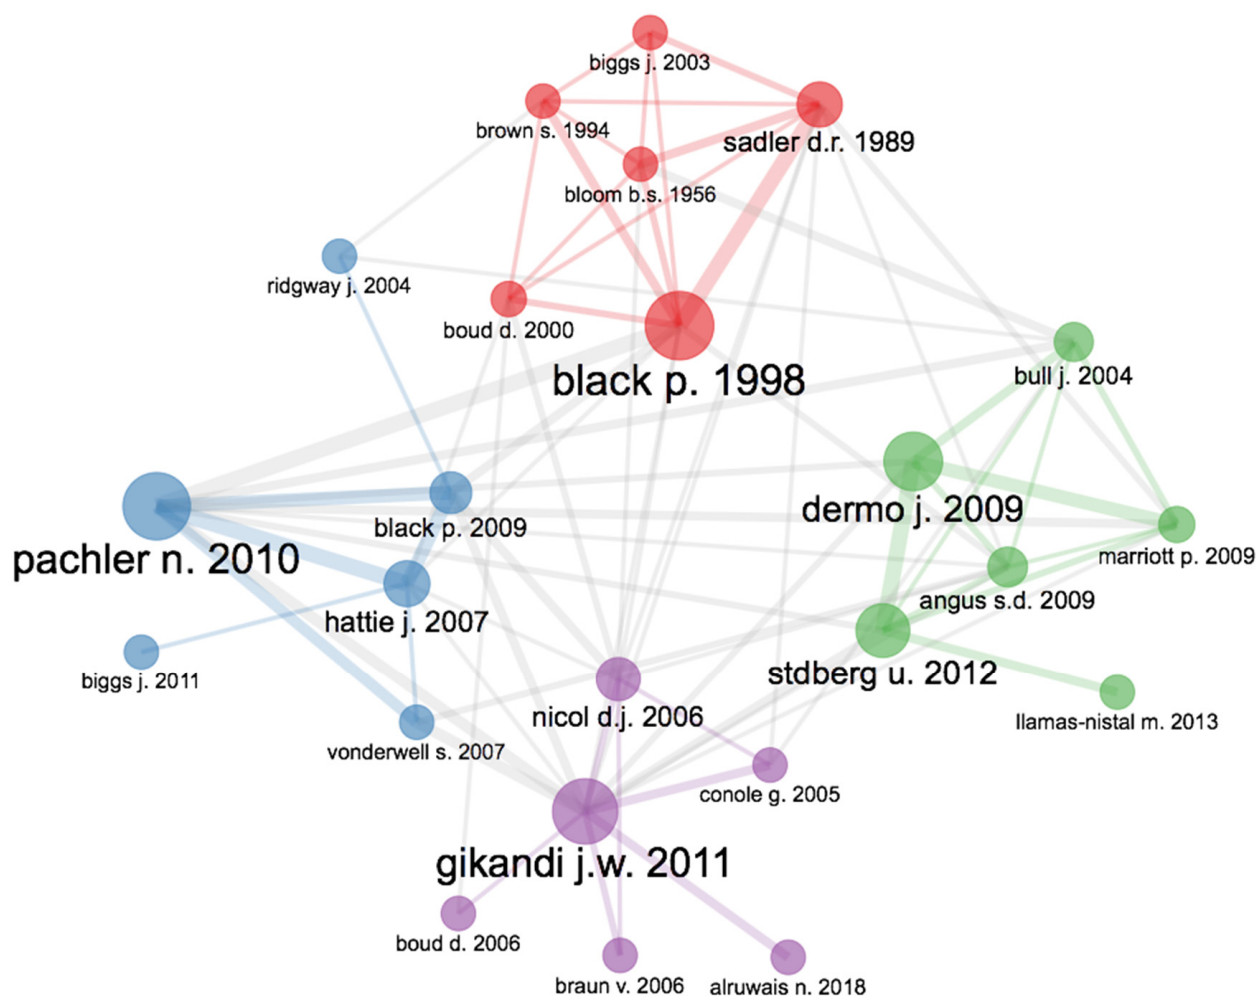 biggs j. 2003
brown s. 1994
sadler d.r. 1989
bloom b.s. 1956
ridgway j. 2004
boud d. 2000
black p. 1998
bull j. 2004
dermo j. 2009
black p. 2009
marriott p. 2009
pachler n. 2010
angus s.d. 2009
hattie j. 2007
stdberg u. 2012
biggs j. 2011
nicol d.j. 2006
llamas-nistal m. 2013
vonderwell s. 2007
conole g. 2005
gikandi j.w. 2011
boud d. 2006
braun v. 2006
alruwais n. 2018